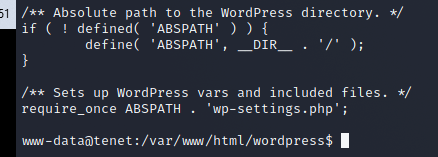 51
/** Absolute path to the WordPress directory. */
if ( ! defined( 'ABSPATH' ) ) {
        define( 'ABSPATH', __DIR__ . '/' );
}
/** Sets up WordPress vars and included files. */
require_once ABSPATH . 'wp-settings.php';
www-data@tenet:/var/www/html/wordpress$